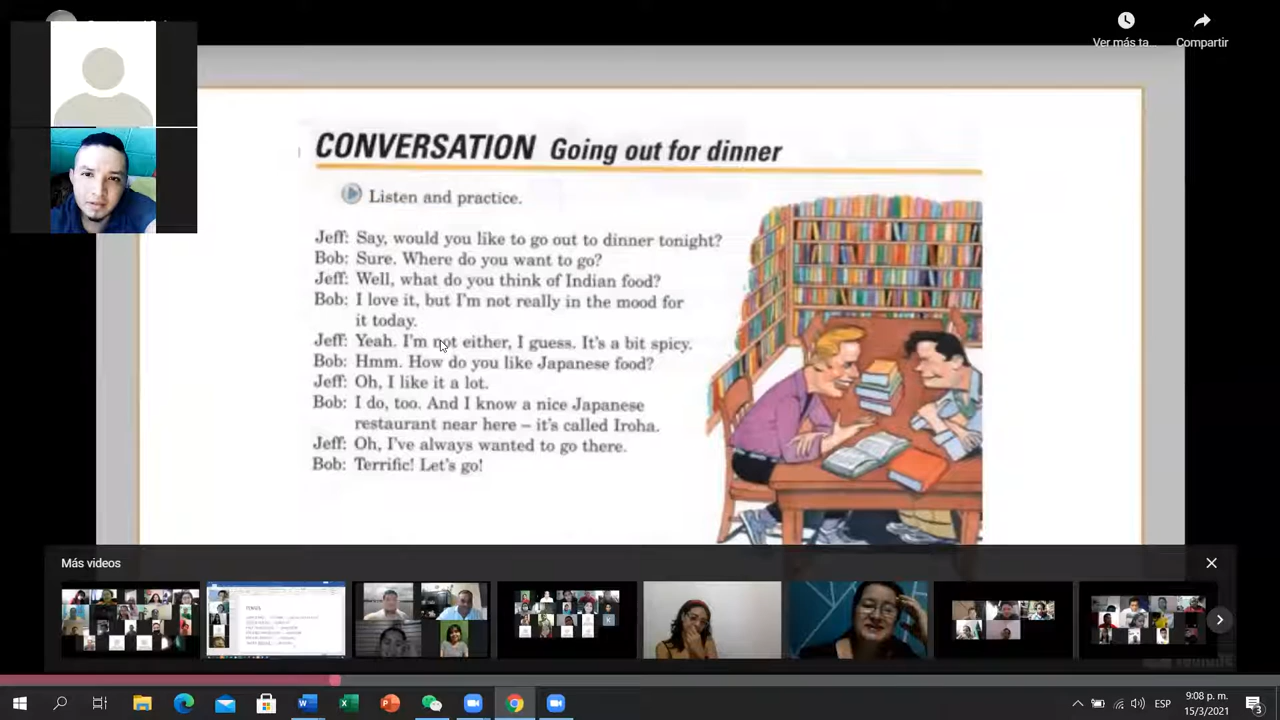 Ver más ta...
Compartir
CONVERSATION Going out for dinner
Listen and practice.
Jeff: Say, would you like to go out to dinner tonight?
Bob: Sure. Where do you want to go?
Jeff: Well, what do you think of Indian food?
Bob: I love it, but I'm not really in the mood for
it today.
Jeff: Yeah. I'm not either, I guess. It's a bit spicy.
Bob: Hmm. How do you like Japanese food?
Jeff: Oh, I like it a lot.
Bob: I do, too. And I know a nice Japanese
restaurant near here – it's called Iroha.
Jeff: Oh, I've always wanted to go there.
Bob: Terrific! Let's go!
Más videos
ESP
9:08 p. m.
15/3/2021
3